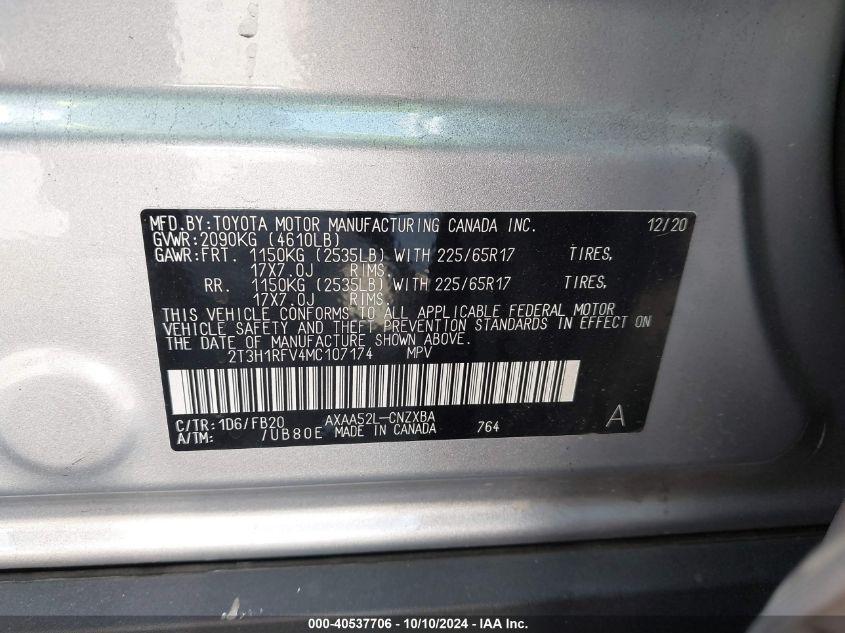 MFD. BY: TOYOTA MOTOR MANUFACTURING CANADA INC. 12/20
GVWR: 2090KG (4610LB)
GAWR: FRT. 1150KG (2535LB) WITH 225/65R17 TIRES,
17X7.0J RIMS,
RR. 1150KG (2535LB) WITH 225/65R17 TIRES,
17X7.0J RIMS.
THIS VEHICLE CONFORMS TO ALL APPLICABLE FEDERAL MOTOR
VEHICLE SAFETY AND THEFT PREVENTION STANDARDS IN EFFECT ON
THE DATE OF MANUFACTURE SHOWN ABOVE.
2T3H1RFV4MC107174 MPV
C/TR: 1D6/FB20 AXAA52L-CNZXBA A
A/TM: /UB80E MADE IN CANADA 764
000-40537706 - 10/10/2024 - IAA Inc.